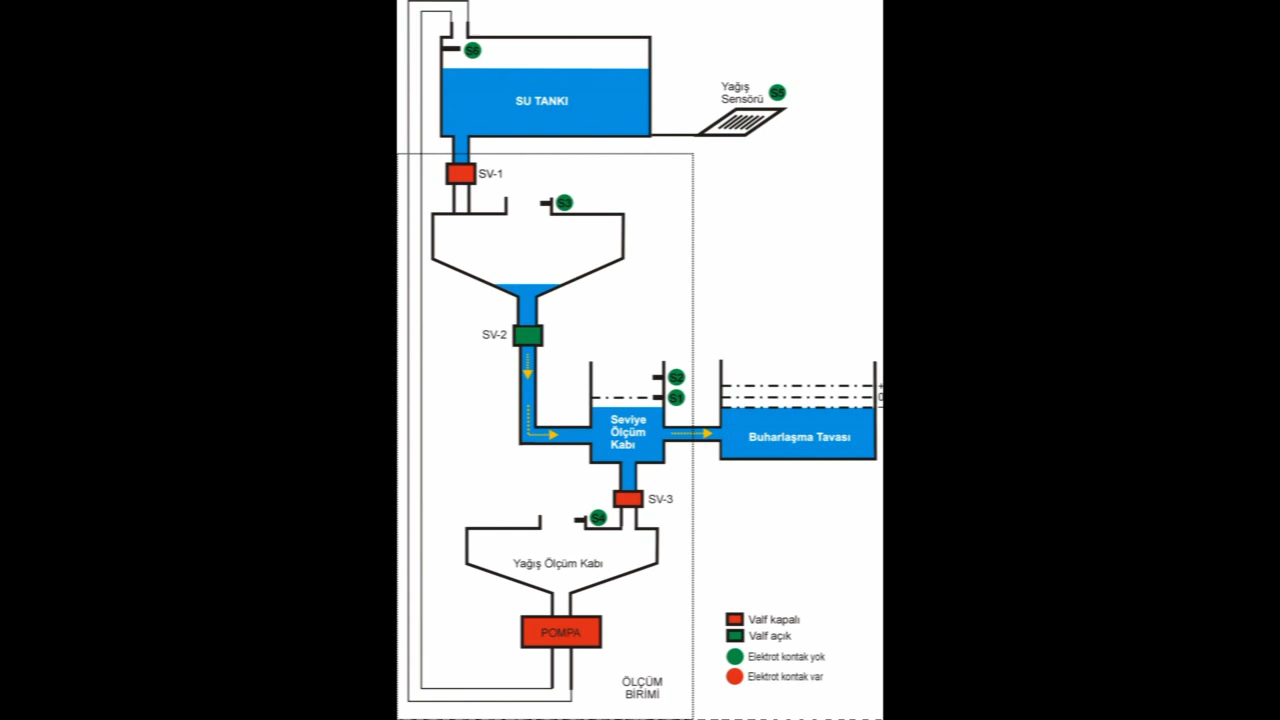 S6
SU TANKI
Yağış
Sensörü
S5
SV-1
S3
SV-2
S2
S1
Seviye
Ölçüm
Kabı
+
0
-
Buharlaşma Tavası
SV-3
S4
Yağış Ölçüm Kabı
POMPA
Valf kapalı
Valf açık
Elektrot kontak yok
Elektrot kontak var
ÖLÇÜM
BİRİMİ